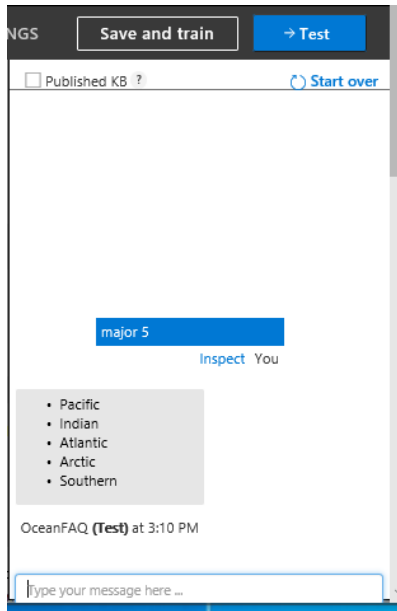 NGS Save and train → Test
Published KB ? Start over
major 5
Inspect You
• Pacific
• Indian
• Atlantic
• Arctic
• Southern
OceanFAQ (Test) at 3:10 PM
Type your message here ...